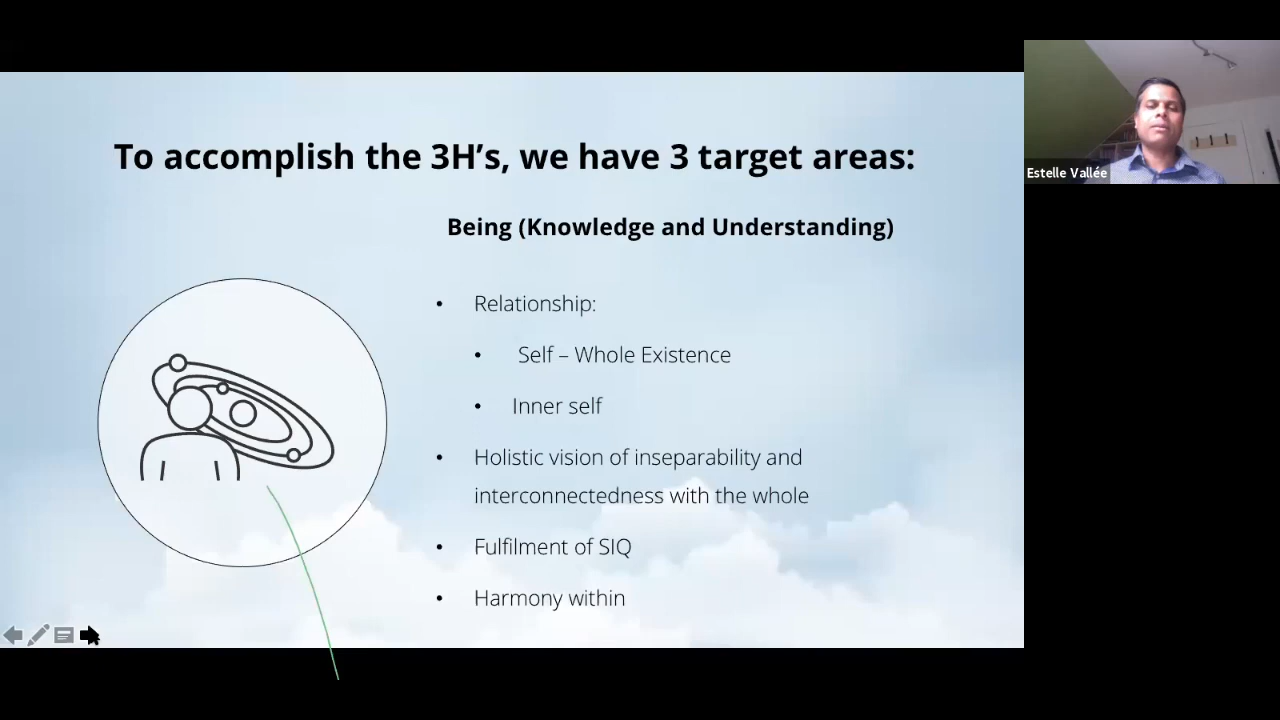 To accomplish the 3H’s, we have 3 target areas:
Being (Knowledge and Understanding)
• Relationship:
• Self – Whole Existence
• Inner self
• Holistic vision of inseparability and
interconnectedness with the whole
• Fulfilment of SIQ
• Harmony within
Estelle Vallée